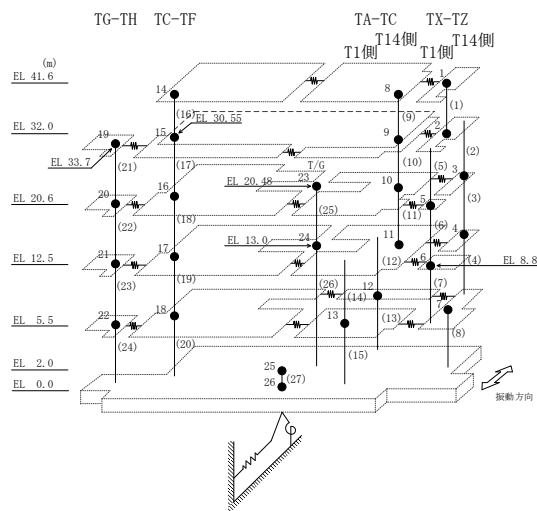 TG-TH TC-TF TA-TC TX-TZ
T14側 T14側
T1側 T1側
(m)
EL 41.6 14 8 1
(16) (9) (1)
EL 30.55
EL 32.0 19 15 9 2
EL 33.7 (21) (17) (10) (2)
T/G
EL 20.48 23 10 (5) 3
EL 20.6 20 16 (25) (11) 5 (3)
(22) (18)
EL 13.0 24 11 (6) 4
EL 12.5 21 17 (12) 6 (4) EL 8.8
(23) (19) (26) (14) 12 (7)
EL 5.5 22 18 13 (13) 7
(24) (20) (15) (8)
EL 2.0 25
EL 0.0 26 (27)
振動方向